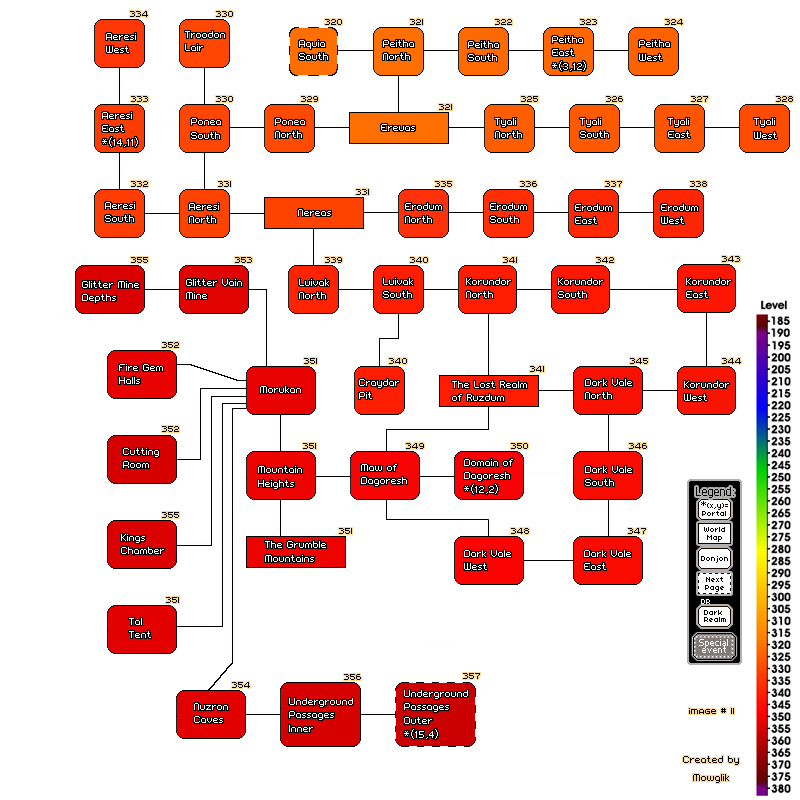 334
330
320
321
322
323
324
Aeresi
West
Troodon
Lair
Aquia
South
Peitha
North
Peitha
South
Peitha
East
*(3,12)
Peitha
West
333
330
329
321
325
326
327
328
Aeresi
East
*(14,11)
Ponea
South
Ponea
North
Erevas
Tyali
North
Tyali
South
Tyali
East
Tyali
West
332
331
331
335
336
337
338
Aeresi
South
Aeresi
North
Nereas
Erodum
North
Erodum
South
Erodum
East
Erodum
West
355
353
339
340
341
342
343
Glitter Mine
Depths
Glitter Vain
Mine
Luivak
North
Luivak
South
Korundor
North
Korundor
South
Korundor
East
Level
185
190
195
200
205
210
215
220
225
230
235
240
245
250
255
260
265
270
275
280
285
290
295
300
305
310
315
320
325
330
335
340
345
350
355
360
365
370
375
380
352
351
340
341
345
344
Fire Gem
Halls
Morukan
Craydar
Pit
The Lost Realm
of Ruzdum
Dark Vale
North
Korundor
West
352
351
349
350
346
Cutting
Room
Mountain
Heights
Maw of
Dagoresh
Domain of
Dagoresh
*(12,2)
Dark Vale
South
355
351
348
347
Kings
Chamber
The Grumble
Mountains
Dark Vale
West
Dark Vale
East
Legend:
*(x,y)=
Portal
World
Map
Donjon
Next
Page
OR
Dark
Realm
Special
event
351
Tal
Tent
354
356
357
Nuzron
Caves
Underground
Passages
Inner
Underground
Passages
Outer
*(15,4)
image # 11
Created by
Mowglik